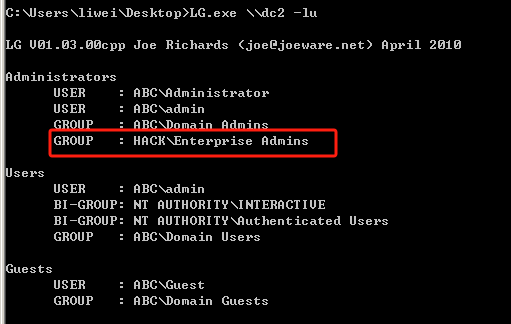 C:\Users\liwei\Desktop>LG.exe \\dc2 -lu
LG V01.03.00cpp Joe Richards (joe@joeware.net) April 2010
Administrators
USER : ABC\Administrator
USER : ABC\admin
GROUP : ABC\Domain Admins
GROUP : HACK\Enterprise Admins
Users
USER : ABC\admin
BI-GROUP: NT AUTHORITY\INTERACTIVE
BI-GROUP: NT AUTHORITY\Authenticated Users
GROUP : ABC\Domain Users
Guests
USER : ABC\Guest
GROUP : ABC\Domain Guests